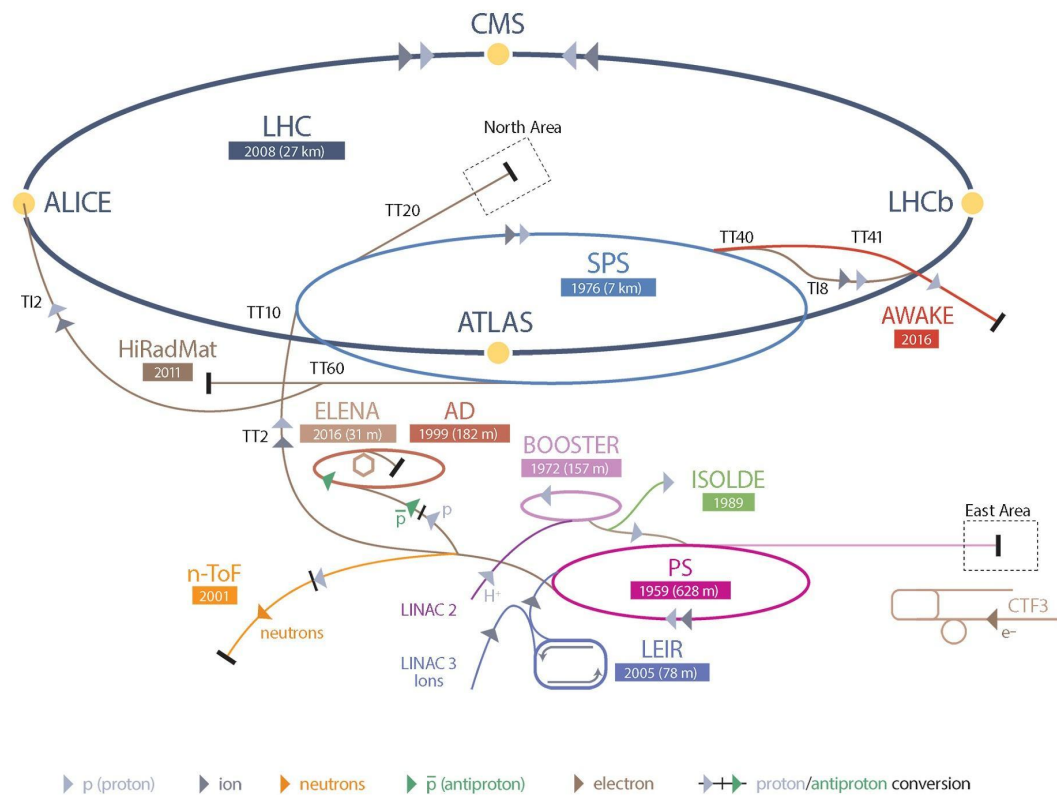 CMS
LHC
2008 (27 km)
North Area
ALICE
TT20
LHCb
TT40
TT41
SPS
1976 (7 km)
TI8
TI2
TT10
ATLAS
AWAKE
2016
HiRadMat
2011
TT60
ELENA
2016 (31 m)
AD
1999 (182 m)
TT2
BOOSTER
1972 (157 m)
ISOLDE
1989
p̅
p
East Area
n-ToF
2001
PS
1959 (628 m)
neutrons
LINAC 2
H⁺
CTF3
e⁻
LINAC 3
Ions
LEIR
2005 (78 m)
p (proton)
ion
neutrons
p̅ (antiproton)
electron
proton/antiproton conversion